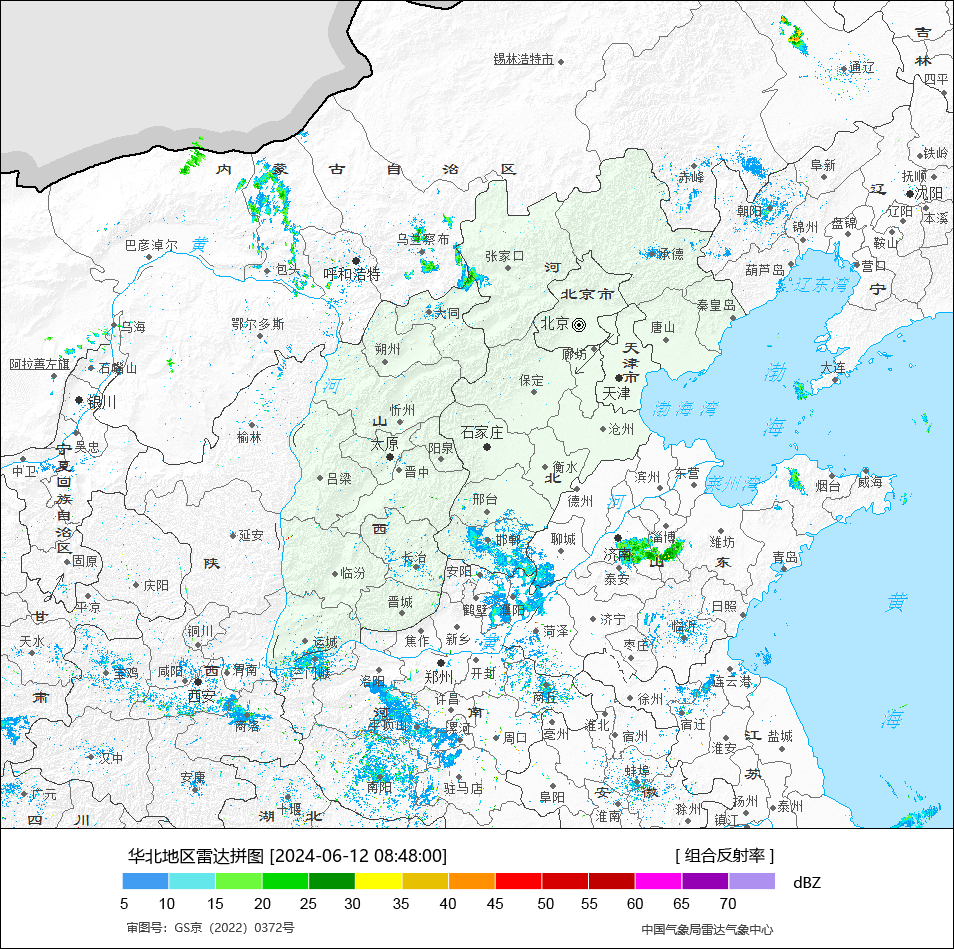 吉
林
锡林浩特市
通辽
四平
铁岭
内 蒙 古 自 治 区
阜新
抚顺
赤峰
辽
沈阳
朝阳
辽阳
本溪
锦州
盘锦
鞍山
乌兰察布
巴彦淖尔
黄
张家口
承德
河
葫芦岛
营口
包头
呼和浩特
宁
辽东湾
北京市
秦皇岛
大同
北京
鄂尔多斯
乌海
唐山
朔州
廊坊
天
津
市
阿拉善左旗
石嘴山
保定
渤
大连
河
天津
银川
忻州
渤海湾
山
海
榆林
石家庄
沧州
太原
阳泉
吴忠
宁
夏
回
族
自
治
区
中卫
晋中
衡水
北
滨州
东营
吕梁
莱州湾
烟台
威海
邢台
德州
河
西
延安
邯郸
聊城
淄博
潍坊
济南
山
东
青岛
固原
陕
长治
安阳
临汾
泰安
庆阳
平凉
晋城
鹤壁
濮阳
黄
日照
甘
济宁
临沂
铜川
焦作
新乡
菏泽
天水
运城
黄
枣庄
宝鸡
咸阳
西
渭南
郑州
开封
洛阳
连云港
肃
西安
许昌
商丘
徐州
河
南
宿迁
海
商洛
平顶山
漯河
周口
亳州
淮北
宿州
江
盐城
淮安
汉中
安康
蚌埠
苏
南阳
驻马店
阜阳
安
徽
广元
十堰
滁州
扬州
泰州
四 川
湖 北
淮南
镇江
华北地区雷达拼图 [2024-06-12 08:48:00]
[ 组合反射率 ]
dBZ
5 10 15 20 25 30 35 40 45 50 55 60 65 70
审图号：GS京（2022）0372号
中国气象局雷达气象中心